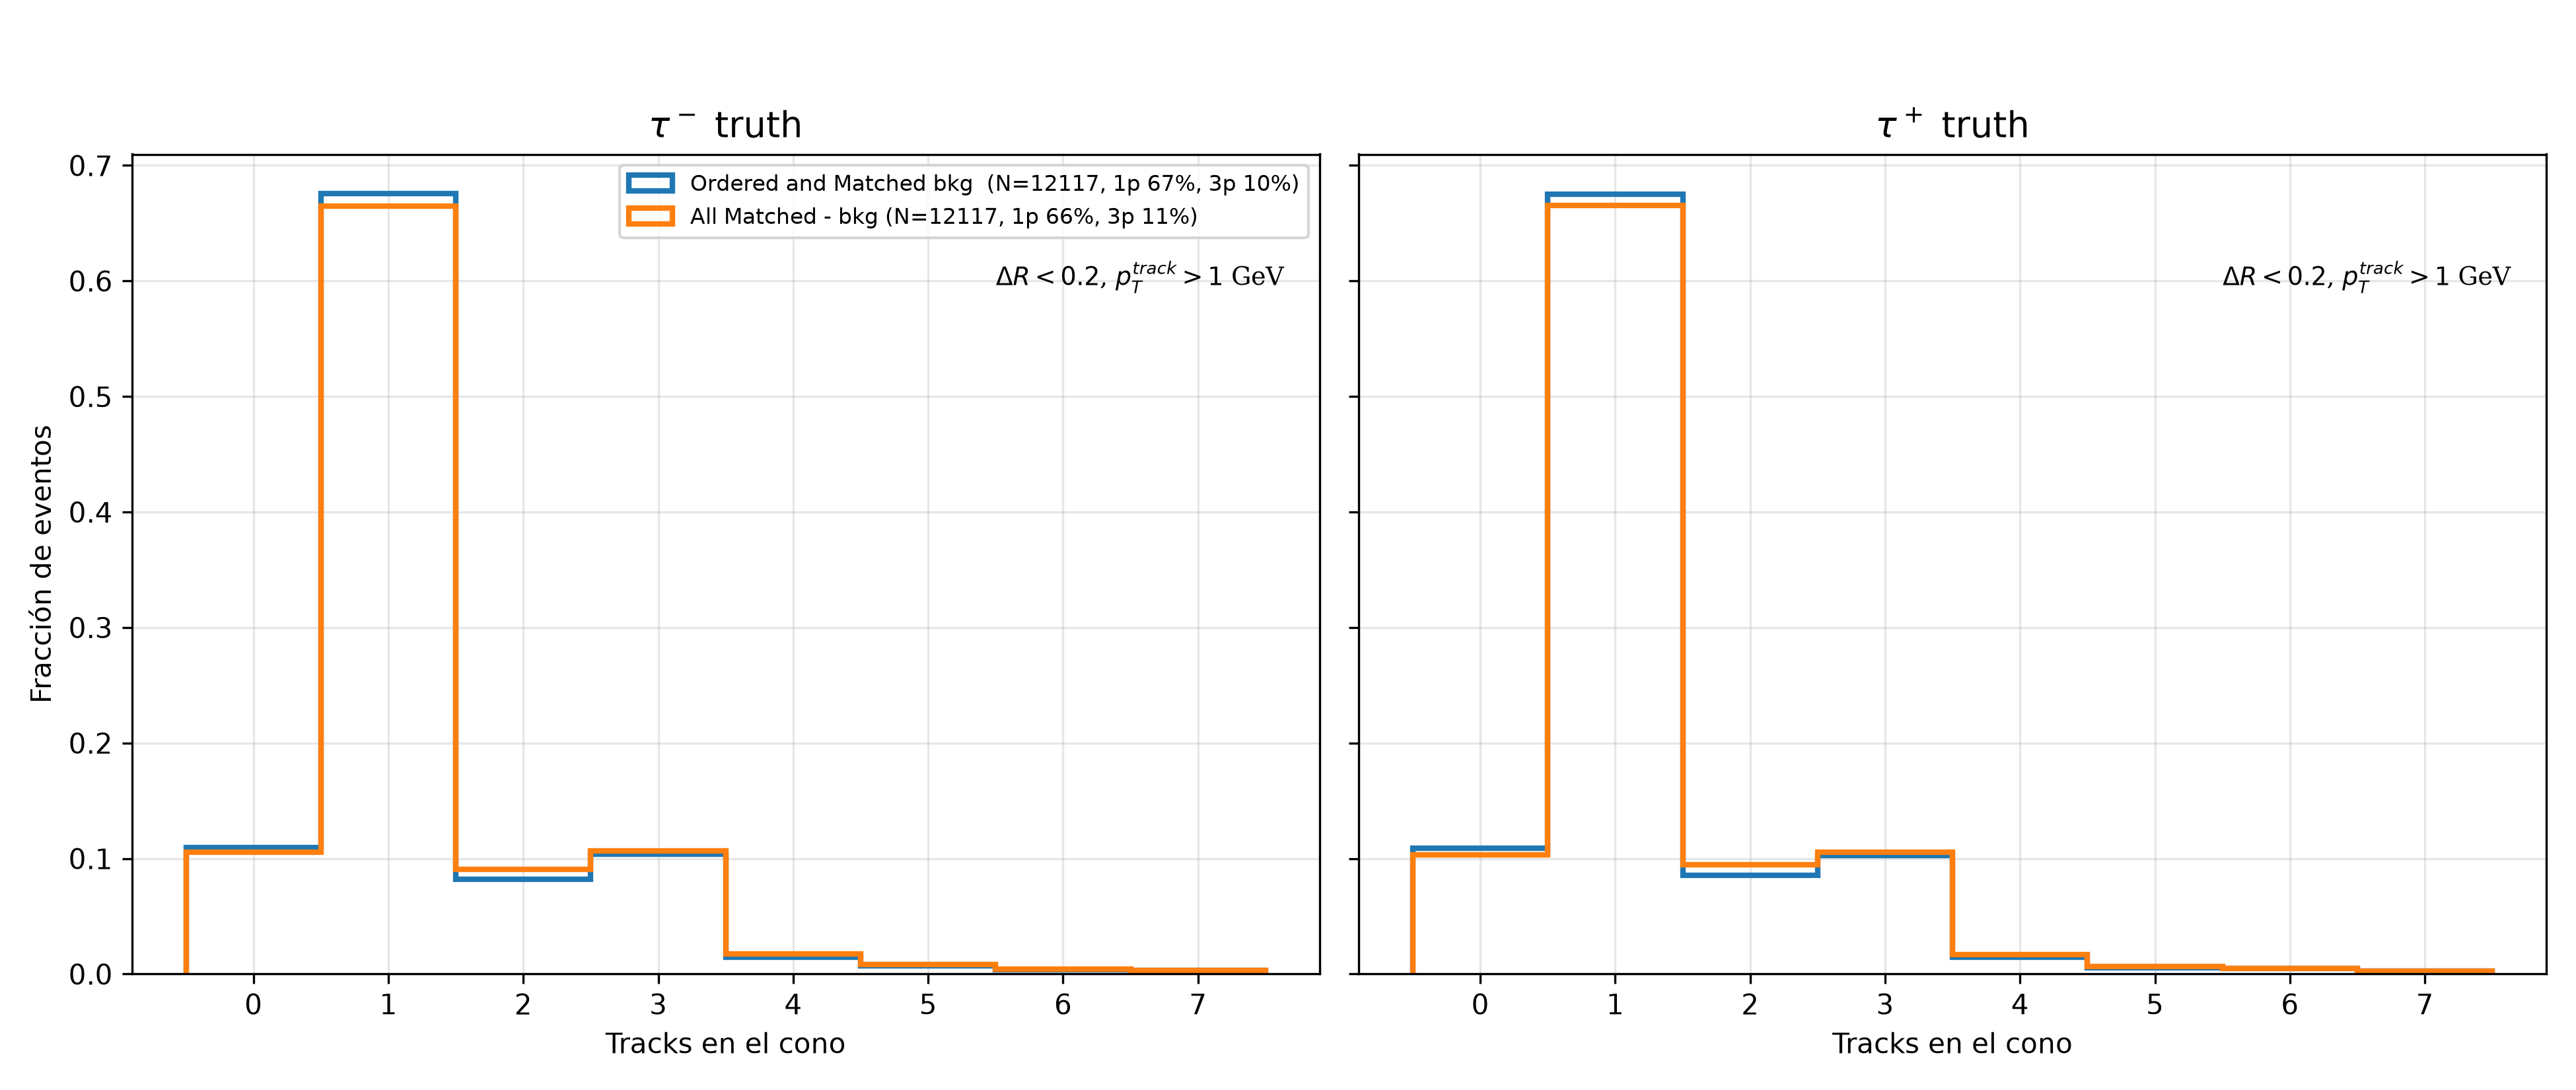 τ⁻ truth
0.7
0.6
0.5
0.4
0.3
0.2
0.1
0.0
Fracción de eventos
Ordered and Matched bkg  (N=12117, 1p 67%, 3p 10%)
All Matched - bkg (N=12117, 1p 66%, 3p 11%)
ΔR < 0.2, p_T^{track} > 1 GeV
0 1 2 3 4 5 6 7
Tracks en el cono
τ⁺ truth
ΔR < 0.2, p_T^{track} > 1 GeV
0 1 2 3 4 5 6 7
Tracks en el cono